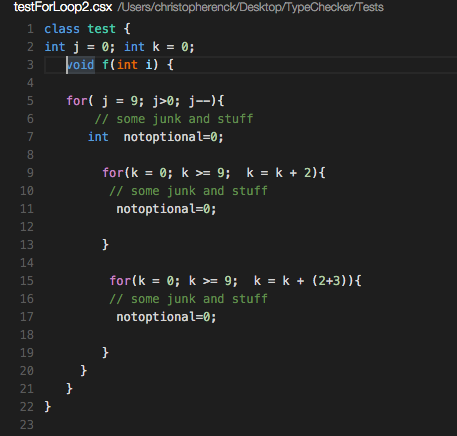 testForLoop2.csx /Users/christopherenck/Desktop/TypeChecker/Tests
1 class test {
2 int j = 0; int k = 0;
3 void f(int i) {
4
5 for( j = 9; j>0; j--){
6 // some junk and stuff
7 int  notoptional=0;
8
9 for(k = 0; k >= 9;  k = k + 2){
10 // some junk and stuff
11 notoptional=0;
12
13 }
14
15 for(k = 0; k >= 9;  k = k + (2+3)){
16 // some junk and stuff
17 notoptional=0;
18
19 }
20 }
21 }
22 }
23